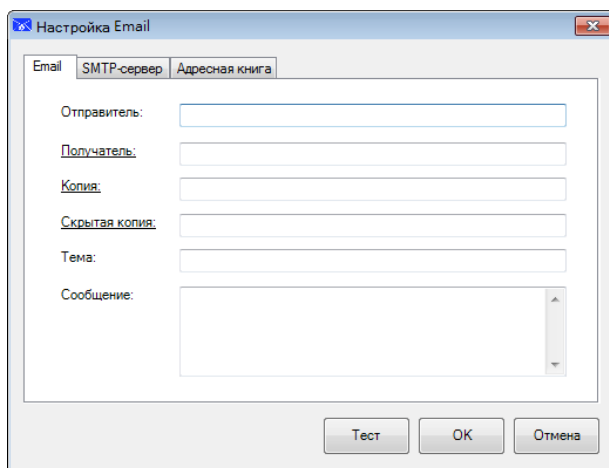 Настройка Email
Email SMTP-сервер Адресная книга
Отправитель:
Получатель:
Копия:
Скрытая копия:
Тема:
Сообщение:
Тест OK Отмена